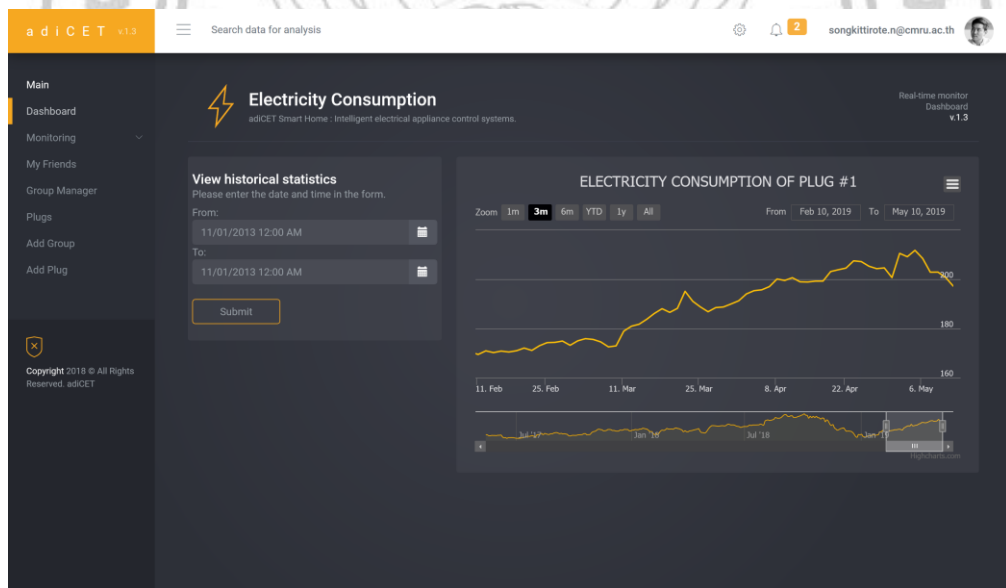 adiCET v.1.3
Search data for analysis
2
songkittirote.n@cmru.ac.th
Main
Dashboard
Monitoring
My Friends
Group Manager
Plugs
Add Group
Add Plug
Copyright 2018 © All Rights
Reserved. adiCET
Electricity Consumption
adiCET Smart Home : Intelligent electrical appliance control systems.
Real-time monitor
Dashboard
v.1.3
View historical statistics
Please enter the date and time in the form.
From:
11/01/2013 12:00 AM
To:
11/01/2013 12:00 AM
Submit
ELECTRICITY CONSUMPTION OF PLUG #1
Zoom 1m 3m 6m YTD 1y All From Feb 10, 2019 To May 10, 2019
200
180
160
11. Feb 25. Feb 11. Mar 25. Mar 8. Apr 22. Apr 6. May
Jul '17 Jan '18 Jul '18 Jan '19
Highcharts.com